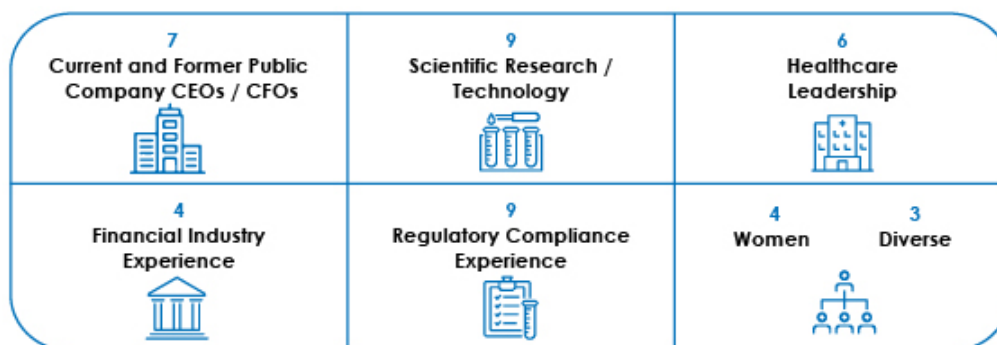 7
Current and Former Public
Company CEOs / CFOs
9
Scientific Research /
Technology
6
Healthcare
Leadership
4
Financial Industry
Experience
9
Regulatory Compliance
Experience
4
Women
3
Diverse